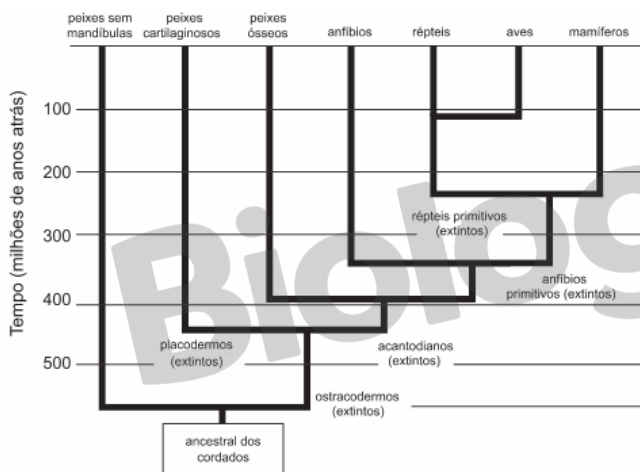 peixes sem
mandíbulas
peixes
cartilaginosos
peixes
ósseos
anfíbios
répteis
aves
mamíferos
Tempo (milhões de anos atrás)
100
200
300
400
500
répteis primitivos
(extintos)
anfíbios
primitivos (extintos)
placodermos
(extintos)
acantodianos
(extintos)
ostracodermos
(extintos)
ancestral dos
cordados
Biolog